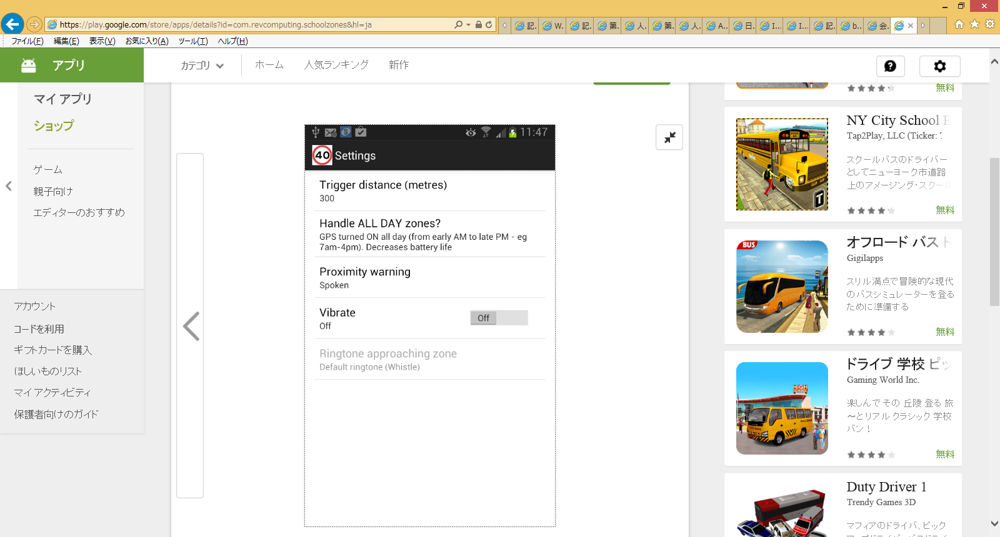 https://play.google.com/store/apps/details?id=com.revcomputing.schoolzones&hl=ja
記... W... 記... 第... 人... 第... 人... A... 日... I... I... 記... b... 会...
ファイル(F) 編集(E) 表示(V) お気に入り(A) ツール(T) ヘルプ(H)
アプリ
カテゴリ ホーム 人気ランキング 新作
マイ アプリ
ショップ
ゲーム
親子向け
エディターのおすすめ
アカウント
コードを利用
ギフトカードを購入
ほしいものリスト
マイ アクティビティ
保護者向けのガイド
11:47
40 Settings
Trigger distance (metres)
300
Handle ALL DAY zones?
GPS turned ON all day (from early AM to late PM - eg
7am-4pm). Decreases battery life
Proximity warning
Spoken
Vibrate
Off
Off
Ringtone approaching zone
Default ringtone (Whistle)
無料
NY City School B
Tap2Play, LLC (Ticker: T
スクールバスのドライバー
としてニューヨーク市道路
上のアメージング・スクール
無料
BUS
オフロード バス ド
Gigilapps
スリル満点で冒険的な現代
のバスシミュレーターを登る
ために準備する
無料
HIGH SCHOOL
ドライブ 学校 ピッ
Gaming World Inc.
楽しんで その 丘陵 登る 旅
〜とリアル クラシック 学校
バン！
無料
Duty Driver 1
Trendy Games 3D
マフィアのドライバ、ビック